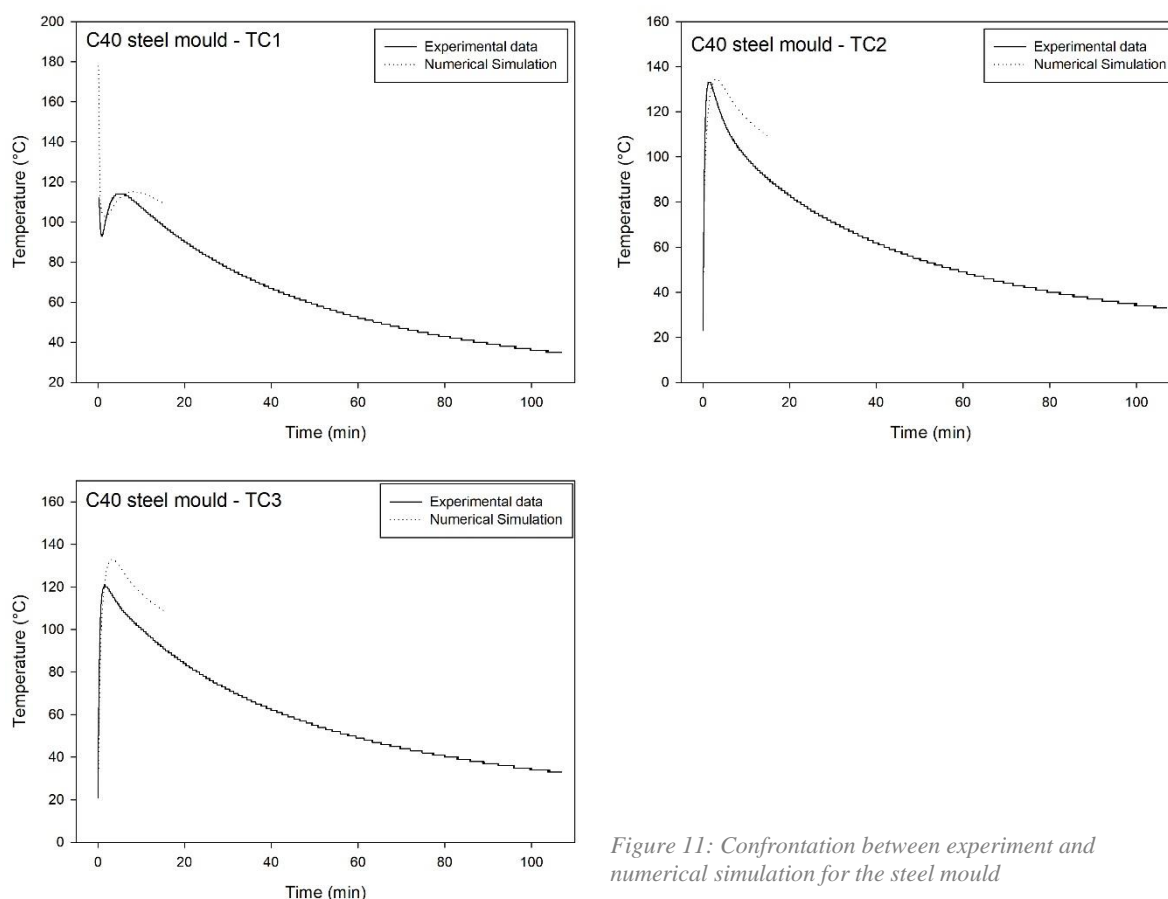 C40 steel mould - TC1
Experimental data
Numerical Simulation
200
180
160
140
120
100
80
60
40
20
Temperature (°C)
0 20 40 60 80 100
Time (min)
C40 steel mould - TC2
Experimental data
Numerical Simulation
160
140
120
100
80
60
40
20
0
Temperature (°C)
0 20 40 60 80 100
Time (min)
C40 steel mould - TC3
Experimental data
Numerical Simulation
160
140
120
100
80
60
40
20
0
Temperature (°C)
0 20 40 60 80 100
Time (min)
Figure 11: Confrontation between experiment and
numerical simulation for the steel mould